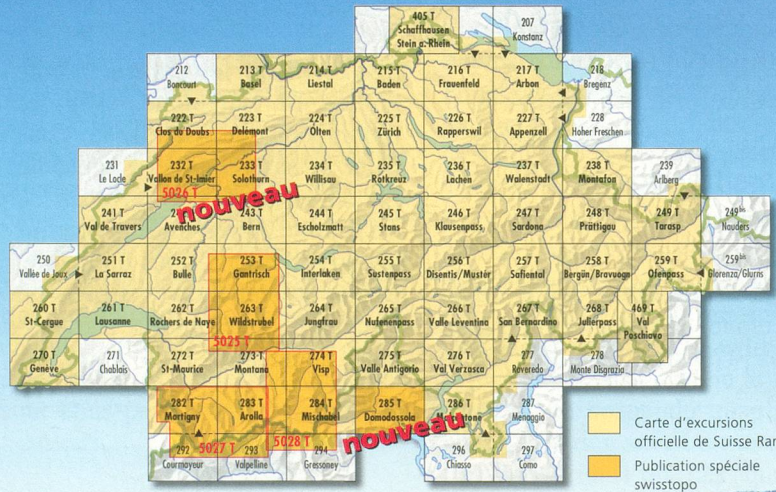 405 T
Schaffhausen
Stein a. Rhein
207
Konstanz
212
Boncourt
213 T
Basel
214 T
Liestal
215 T
Baden
216 T
Frauenfeld
217 T
Arbon
218
Bregenz
222 T
Clos du Doubs
223 T
Delémont
224 T
Olten
225 T
Zürich
226 T
Rapperswil
227 T
Appenzell
228
Hoher Freschen
231
Le Locle
232 T
Vallon de St-Imier
5026 T
233 T
Solothurn
234 T
Willisau
235 T
Rotkreuz
236 T
Lachen
237 T
Walenstadt
238 T
Montafon
239
Arlberg
nouveau
241 T
Val de Travers
Avenches
243 T
Bern
244 T
Escholzmatt
245 T
Stans
246 T
Klausenpass
247 T
Sardona
248 T
Prättigau
249 T
Tarasp
249bis
Nauders
250
Vallée de Joux
251 T
La Sarraz
252 T
Bulle
253 T
Gantrisch
254 T
Interlaken
255 T
Sustenpass
256 T
Disentis/Mustér
257 T
Safiental
258 T
Bergün/Bravuogn
259 T
Ofenpass
259bis
Glorenza/Glurns
260 T
St-Cergue
261 T
Lausanne
262 T
Rochers de Naye
263 T
Wildstrubel
5025 T
264 T
Jungfrau
265 T
Nufenenpass
266 T
Valle Leventina
267 T
San Bernardino
268 T
Julierpass
469 T
Val
Poschiavo
270 T
Genève
271
Chablais
272 T
St-Maurice
273 T
Montana
274 T
Visp
275 T
Valle Antigorio
276 T
Val Verzasca
277
Roveredo
278
Monte Disgrazia
282 T
Martigny
283 T
Arolla
284 T
Mischabel
285 T
Domodossola
286 T
287
Menaggio
nouveau
5027 T
5028 T
292
Courmayeur
293
Valpelline
294
Gressoney
296
Chiasso
297
Como
Carte d'excursions
officielle de Suisse Ran
Publication spéciale
swisstopo